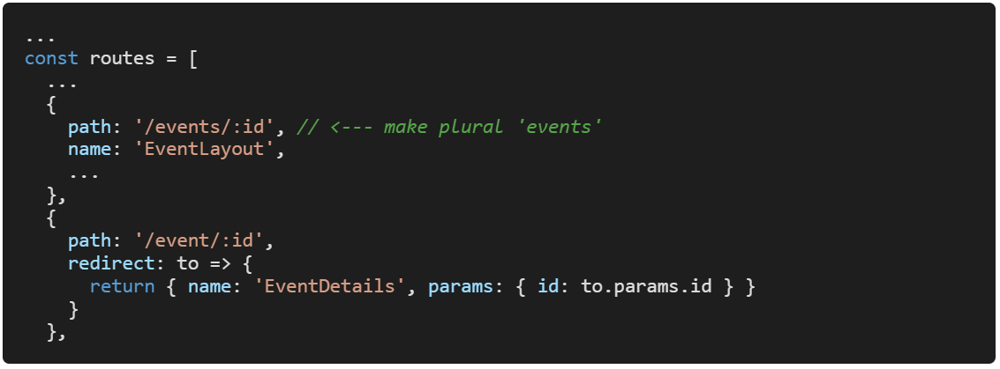 ...
const routes = [
  ...
  {
    path: '/events/:id', // <--- make plural 'events'
    name: 'EventLayout',
    ...
  },
  {
    path: '/event/:id',
    redirect: to => {
      return { name: 'EventDetails', params: { id: to.params.id } }
    }
  },